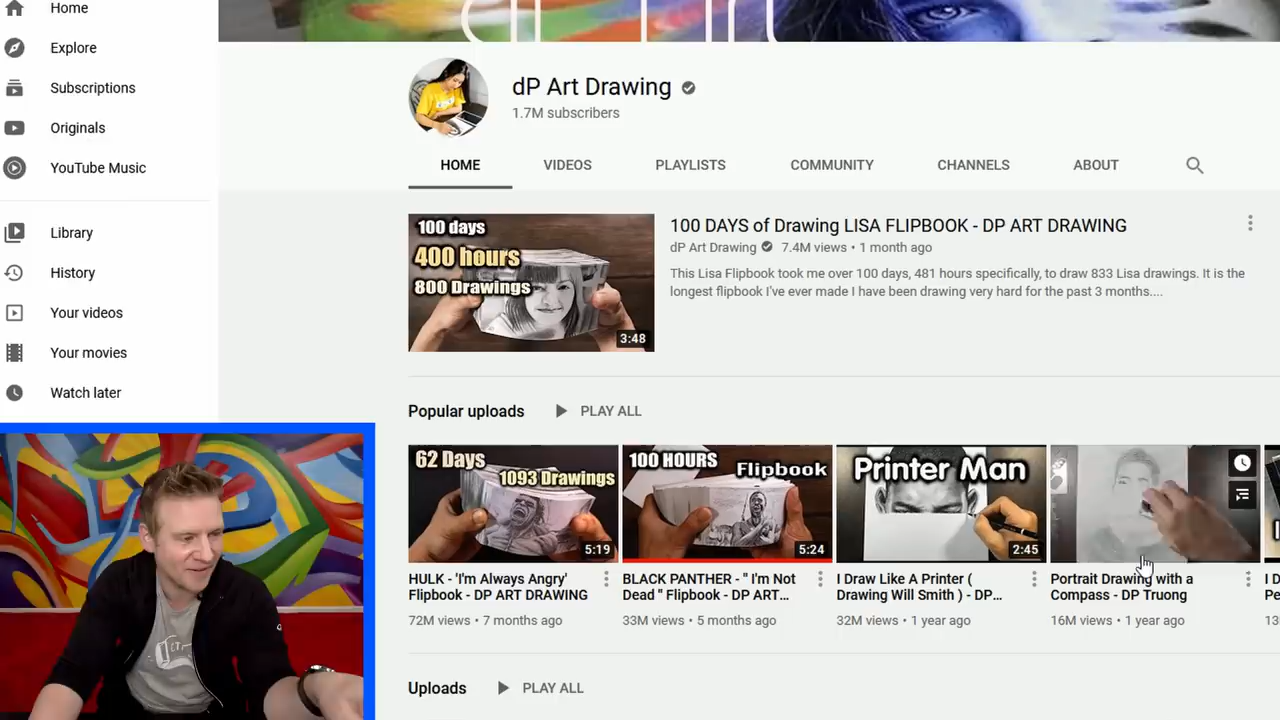 Home
Explore
Subscriptions
Originals
YouTube Music
Library
History
Your videos
Your movies
Watch later
dP Art Drawing
1.7M subscribers
HOME VIDEOS PLAYLISTS COMMUNITY CHANNELS ABOUT
100 days
400 hours
800 Drawings
3:48
100 DAYS of Drawing LISA FLIPBOOK - DP ART DRAWING
dP Art Drawing 7.4M views • 1 month ago
This Lisa Flipbook took me over 100 days, 481 hours specifically, to draw 833 Lisa drawings. It is the
longest flipbook I've ever made I have been drawing very hard for the past 3 months....
Popular uploads PLAY ALL
62 Days
1093 Drawings
5:19
HULK - 'I'm Always Angry'
Flipbook - DP ART DRAWING
72M views • 7 months ago
100 HOURS
Flipbook
5:24
BLACK PANTHER - " I'm Not
Dead " Flipbook - DP ART...
33M views • 5 months ago
Printer Man
2:45
I Draw Like A Printer (
Drawing Will Smith ) - DP...
32M views • 1 year ago
Portrait Drawing with a
Compass - DP Truong
16M views • 1 year ago
Uploads PLAY ALL